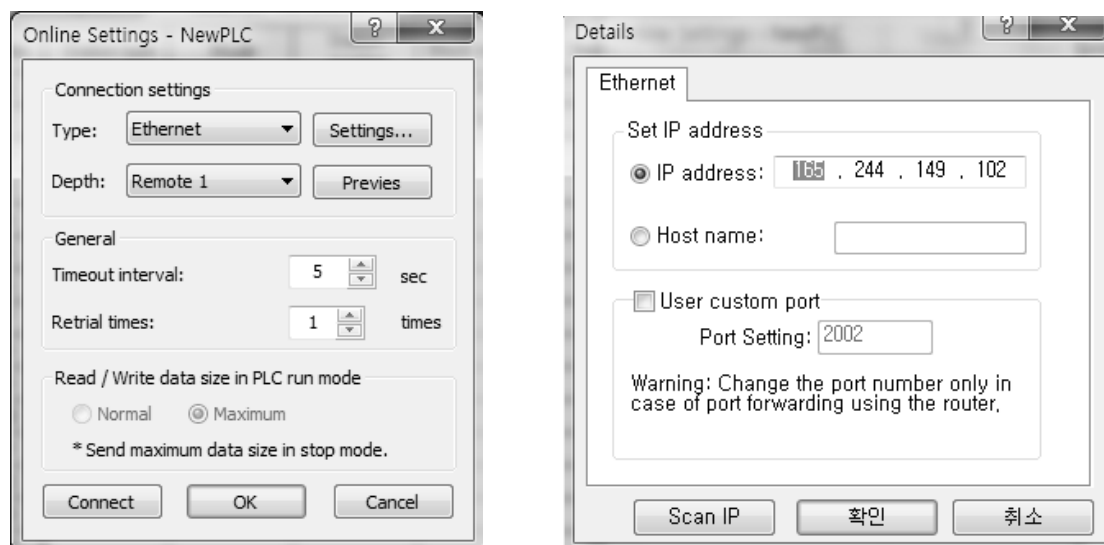 Online Settings - NewPLC
Connection settings
Type: Ethernet Settings...
Depth: Remote 1 Previes
General
Timeout interval: 5 sec
Retrial times: 1 times
Read / Write data size in PLC run mode
Normal Maximum
* Send maximum data size in stop mode.
Connect OK Cancel
Details
Ethernet
Set IP address
IP address: 165 . 244 . 149 . 102
Host name:
User custom port
Port Setting: 2002
Warning: Change the port number only in
case of port forwarding using the router,
Scan IP 확인 취소